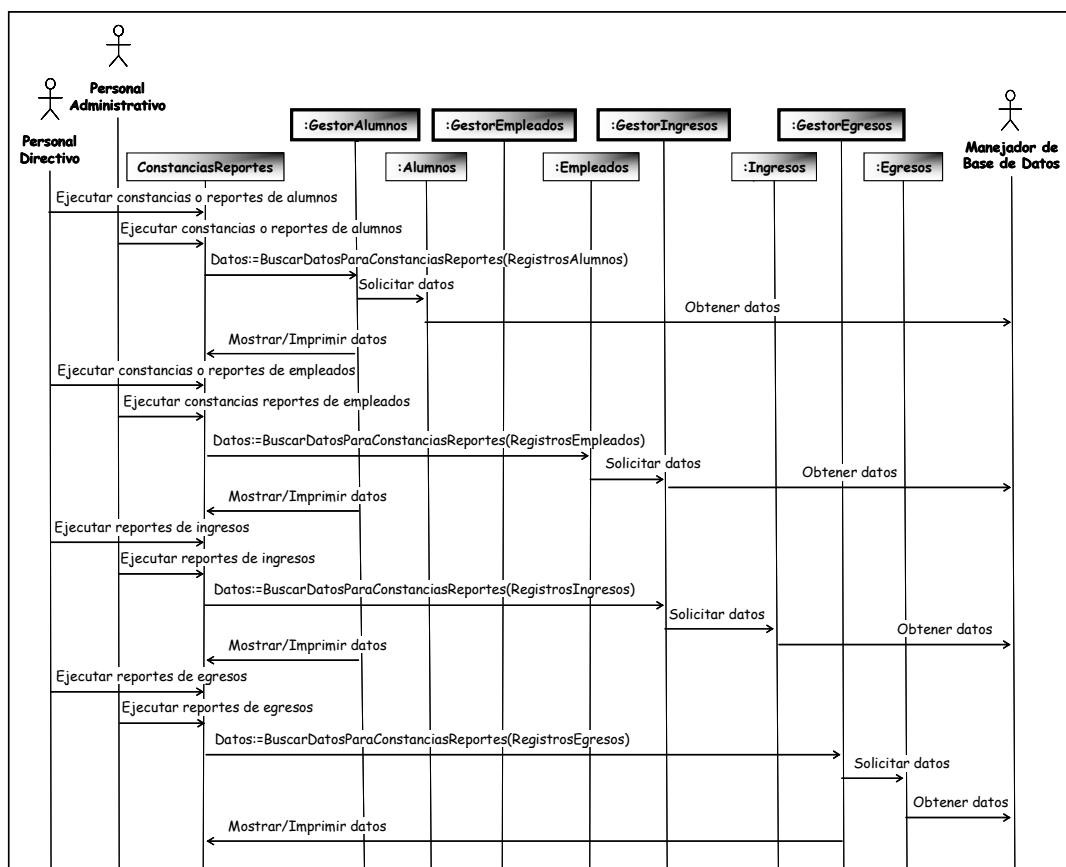 Personal
Administrativo
Personal
Directivo
:GestorAlumnos
:GestorEmpleados
:GestorIngresos
:GestorEgresos
Manejador de
Base de Datos
ConstanciasReportes
:Alumnos
:Empleados
:Ingresos
:Egresos
Ejecutar constancias o reportes de alumnos
Ejecutar constancias o reportes de alumnos
Datos:=BuscarDatosParaConstanciasReportes(RegistrosAlumnos)
Solicitar datos
Obtener datos
Mostrar/Imprimir datos
Ejecutar constancias o reportes de empleados
Ejecutar constancias reportes de empleados
Datos:=BuscarDatosParaConstanciasReportes(RegistrosEmpleados)
Solicitar datos
Obtener datos
Mostrar/Imprimir datos
Ejecutar reportes de ingresos
Ejecutar reportes de ingresos
Datos:=BuscarDatosParaConstanciasReportes(RegistrosIngresos)
Solicitar datos
Obtener datos
Mostrar/Imprimir datos
Ejecutar reportes de egresos
Ejecutar reportes de egresos
Datos:=BuscarDatosParaConstanciasReportes(RegistrosEgresos)
Solicitar datos
Obtener datos
Mostrar/Imprimir datos